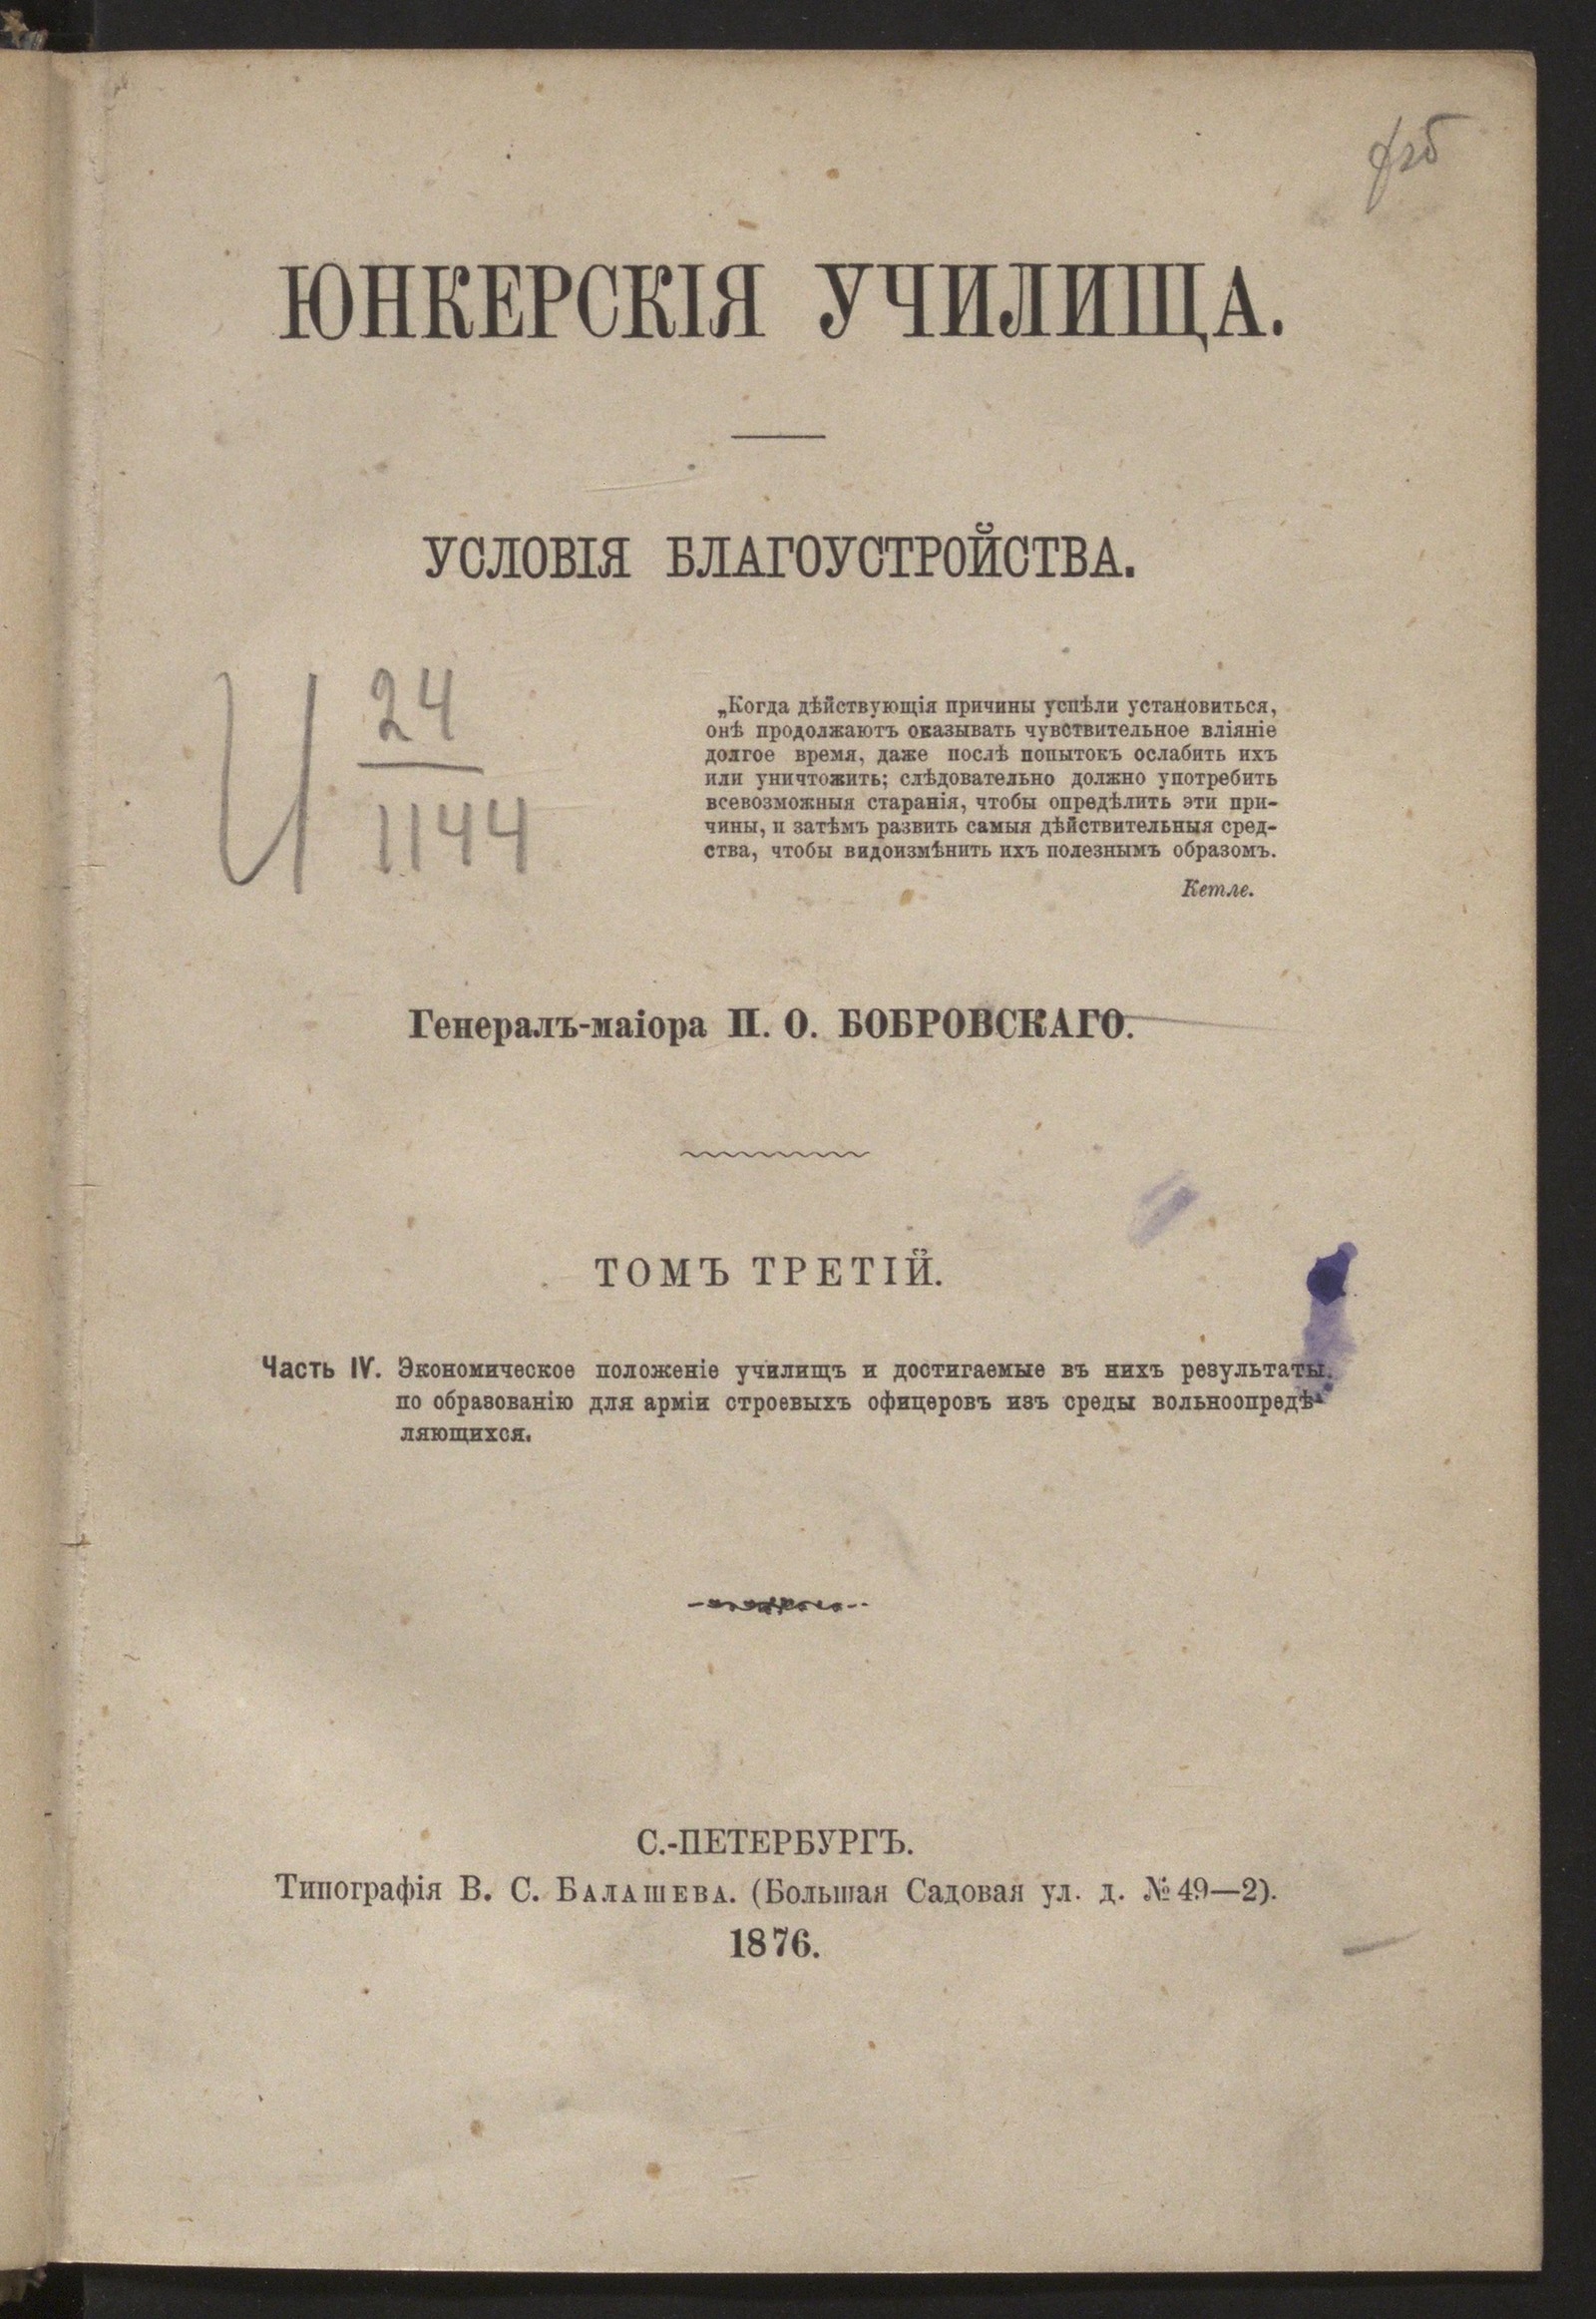 ЮНКЕРСКІЯ УЧИЛИЩА.
УСЛОВІЯ БЛАГОУСТРОЙСТВА.
И 24
1144
„Когда дѣйствующія причины успѣли установиться,
онѣ продолжаютъ оказывать чувствительное вліяніе
долгое время, даже послѣ попытокъ ослабить ихъ
или уничтожить; слѣдовательно должно употребить
всевозможныя старанія, чтобы опредѣлить эти при-
чины, и затѣмъ развить самыя дѣйствительныя сред-
ства, чтобы видоизмѣнить ихъ полезнымъ образомъ.
Кетле.
Генералъ-маіора П. О. БОБРОВСКАГО.
ТОМЪ ТРЕТІЙ.
Часть IV. Экономическое положеніе училищъ и достигаемые въ нихъ результаты.
по образованію для арміи строевыхъ офицеровъ изъ среды вольноопредѣ-
ляющихся.
С.-ПЕТЕРБУРГЪ.
Типографія В. С. БАЛАШЕВА. (Большая Садовая ул. д. № 49—2).
1876.